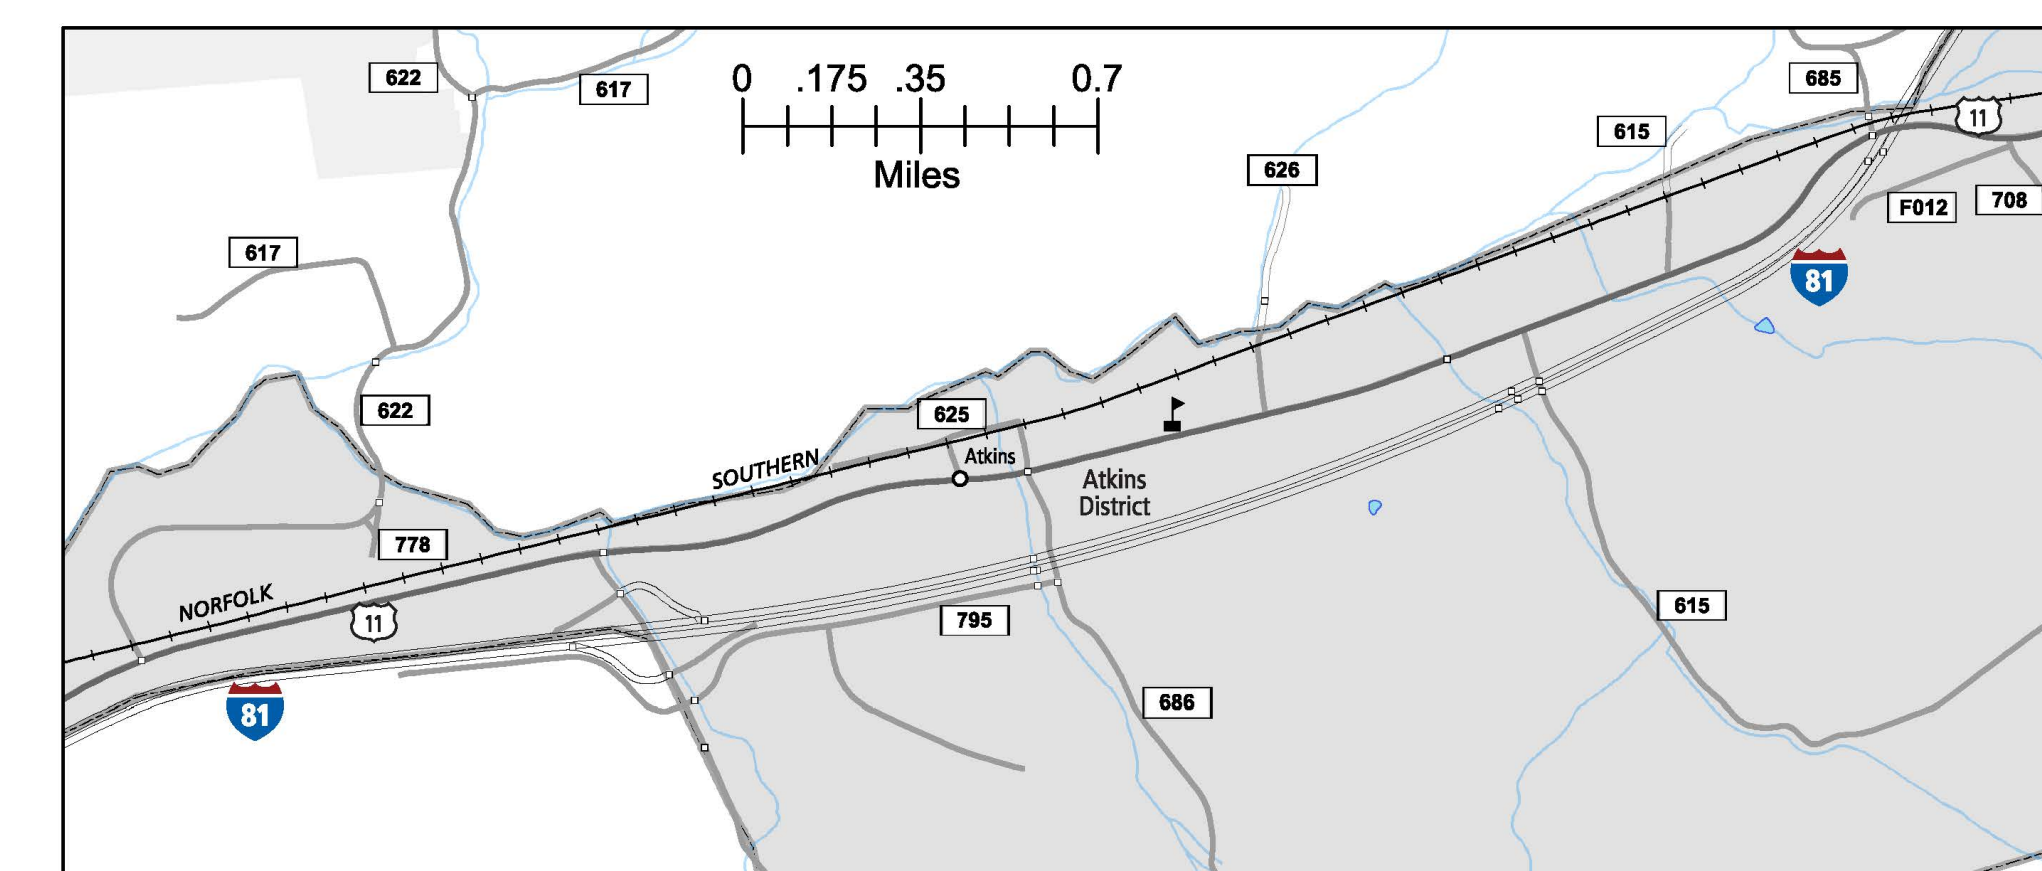 0 .175 .35 0.7
Miles
622
617
685
11
615
626
F012
708
617
81
622
625
Atkins
SOUTHERN
Atkins
District
778
NORFOLK
11
795
615
81
686